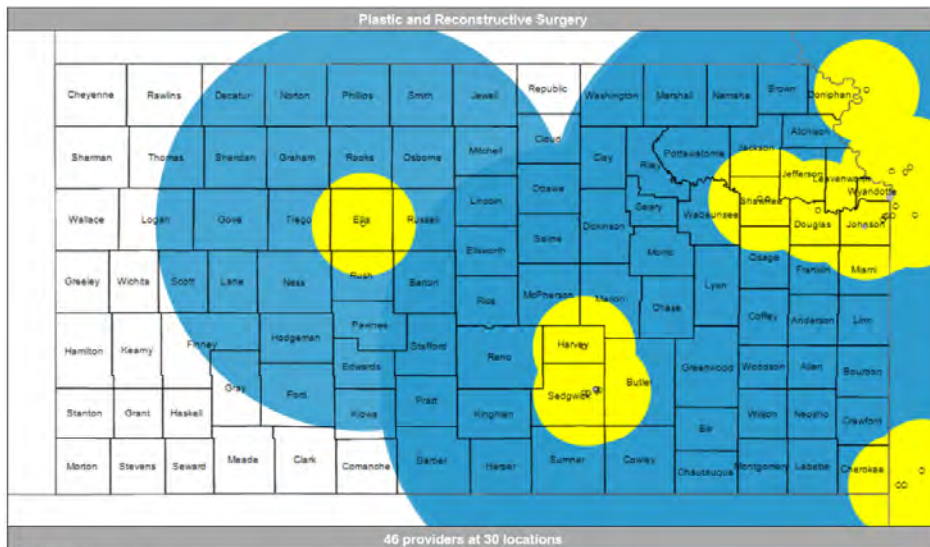 Plastic and Reconstructive Surgery
Cheyenne Rawlins Decatur Norton Phillips Smith Jewell Republic Washington Marshall Nemaha Brown Doniphan
Sherman Thomas Sheridan Graham Rooks Osborne Mitchell Cloud Clay Riley Pottawatomie Jackson Atchison
Jefferson Leavenworth Wyandotte
Wallace Logan Gove Trego Ellis Russell Lincoln Ottawa Saline Dickinson Geary Wabaunsee Shawnee Douglas Johnson
Greeley Wichita Scott Lane Ness Rush Barton Ellsworth Morris Lyon Osage Franklin Miami
Rice McPherson Marion Chase Coffey Anderson Linn
Hamilton Kearny Finney Hodgeman Pawnee Stafford Reno Harvey
Gray Ford Edwards Pratt Kingman Sedgwick Butler Greenwood Woodson Allen Bourbon
Stanton Grant Haskell Kiowa Elk Wilson Neosho Crawford
Morton Stevens Seward Meade Clark Comanche Barber Harper Sumner Cowley Chautauqua Montgomery Labette Cherokee
46 providers at 30 locations